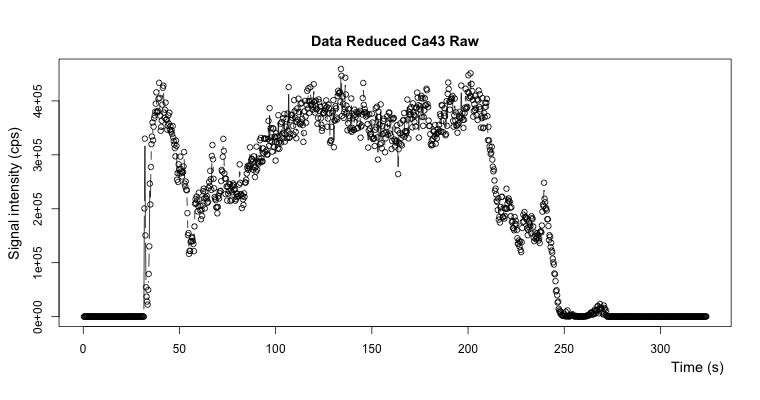 Data Reduced Ca43 Raw
Signal intensity (cps)
0e+00 1e+05 2e+05 3e+05 4e+05
0 50 100 150 200 250 300
Time (s)